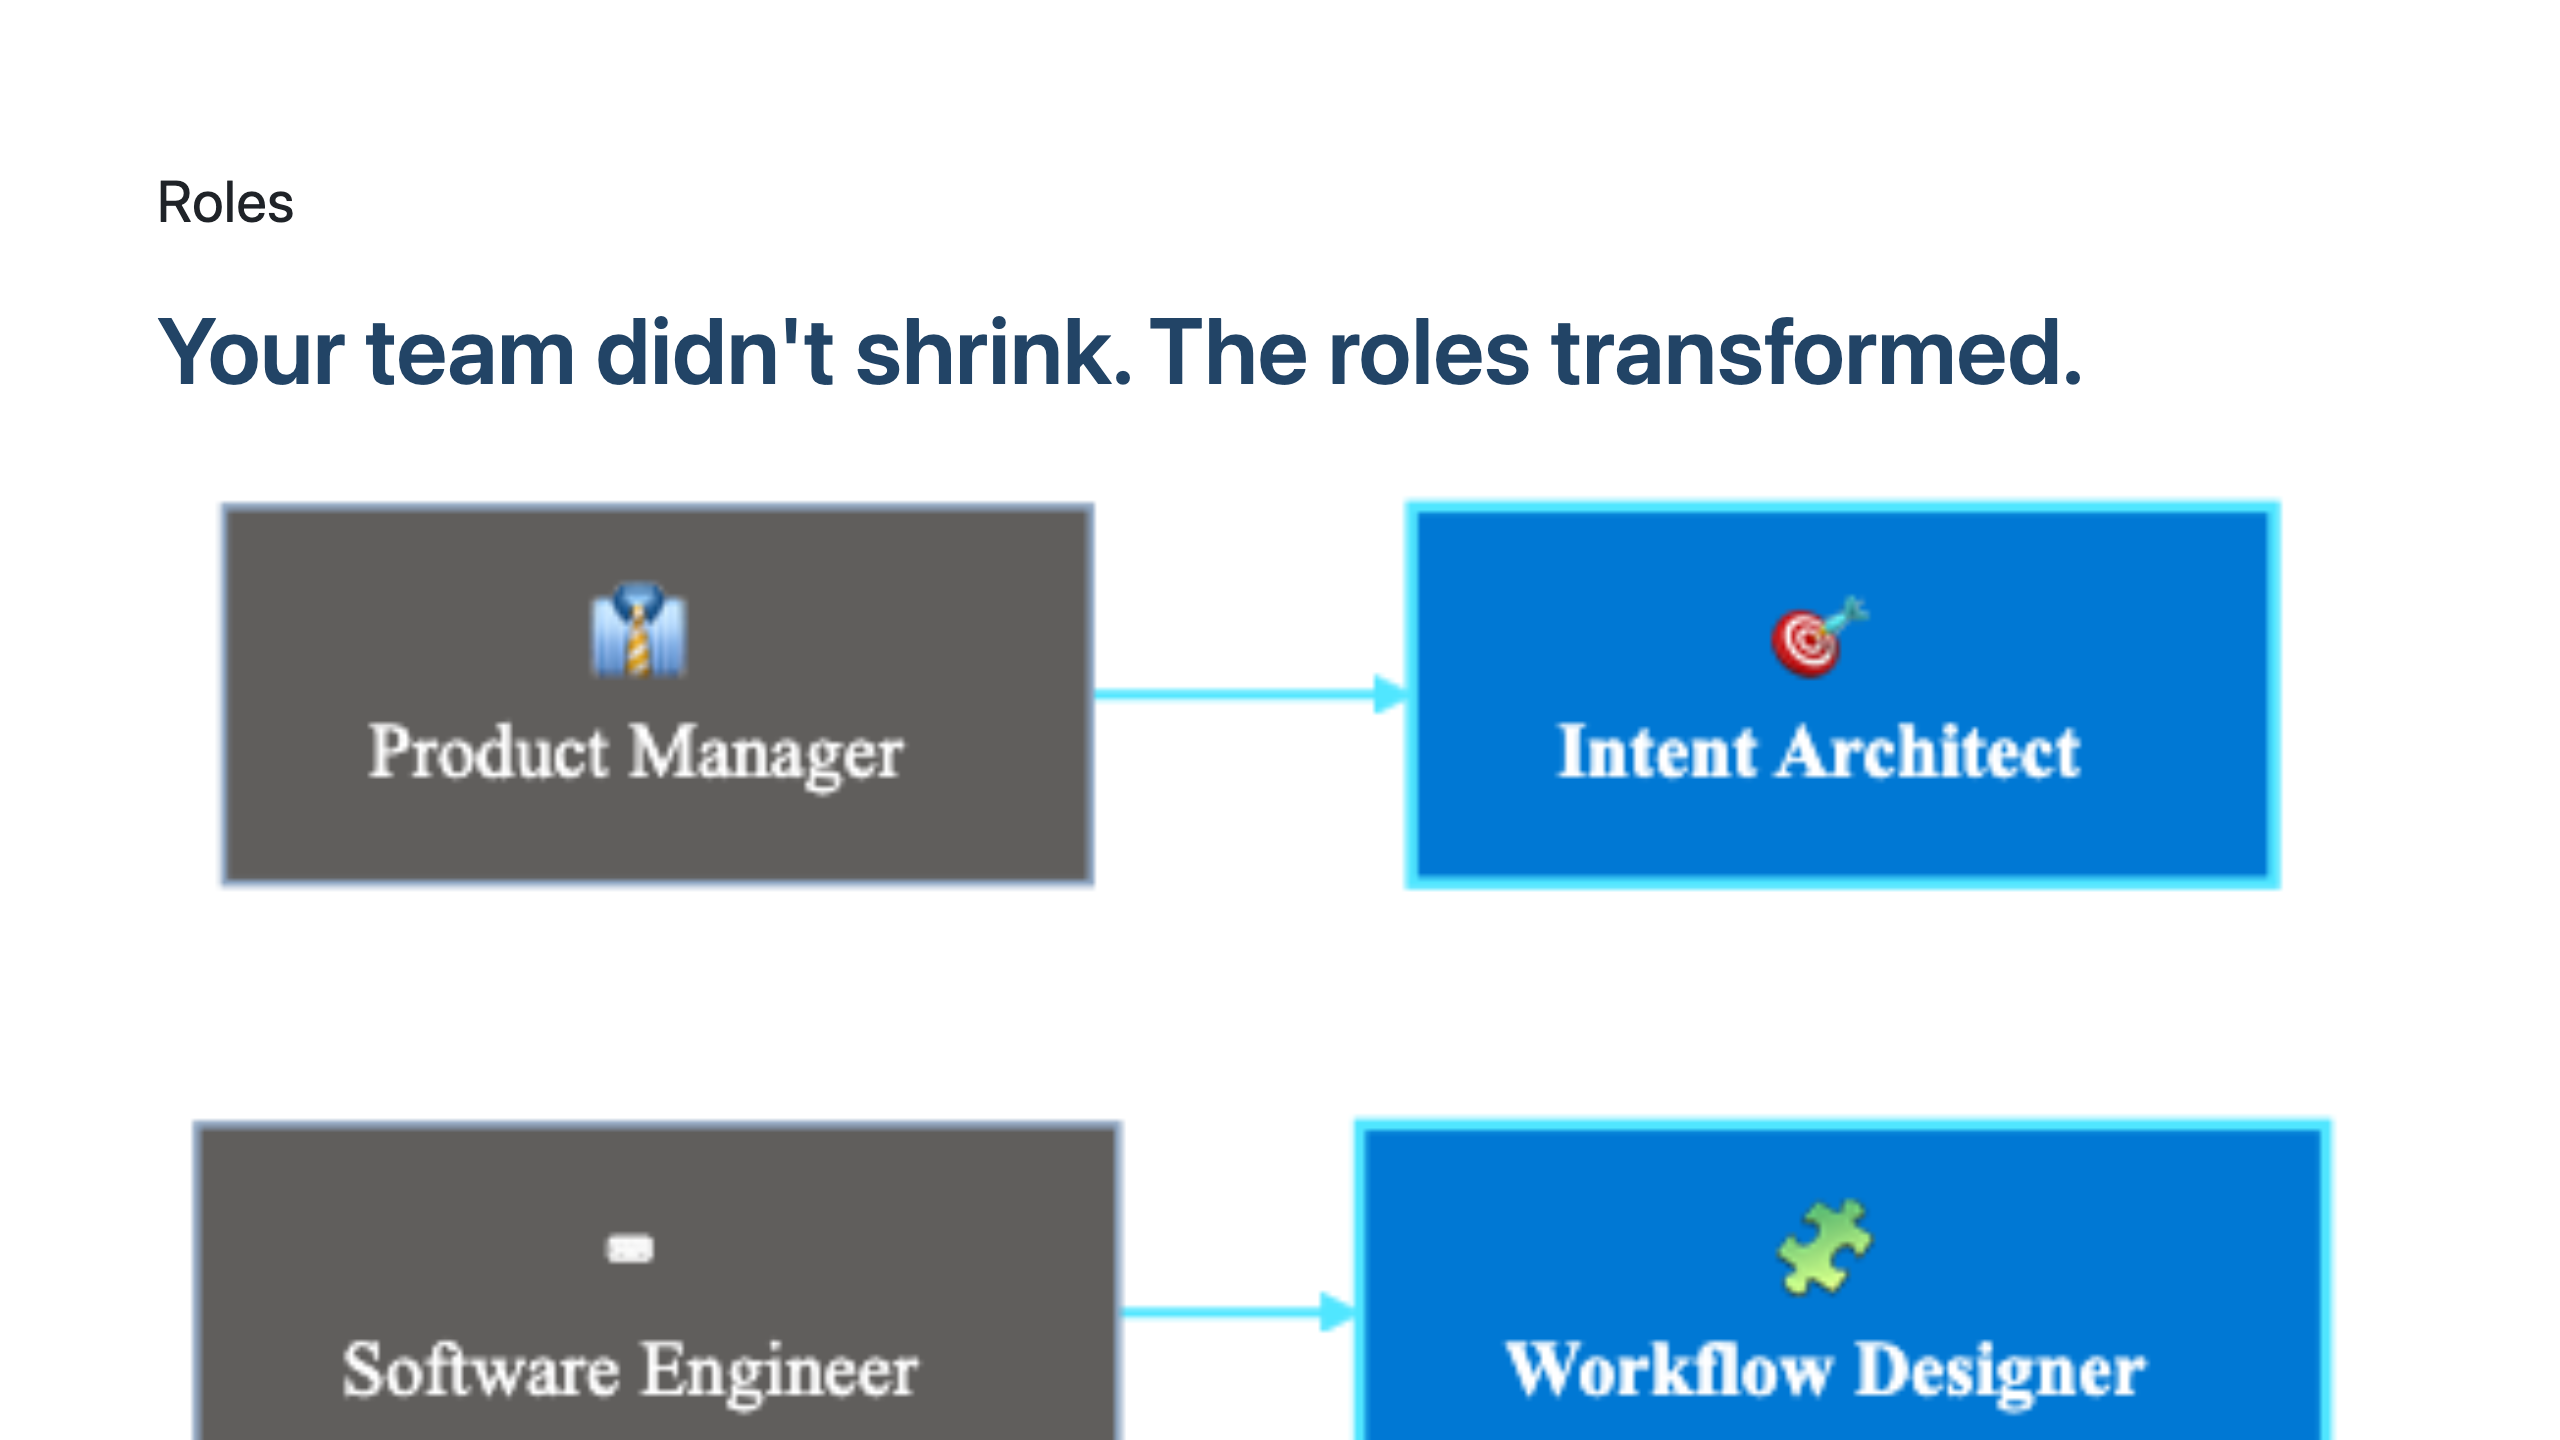 Roles
Your team didn't shrink. The roles transformed.
Product Manager
Intent Architect
Software Engineer
Workflow Designer